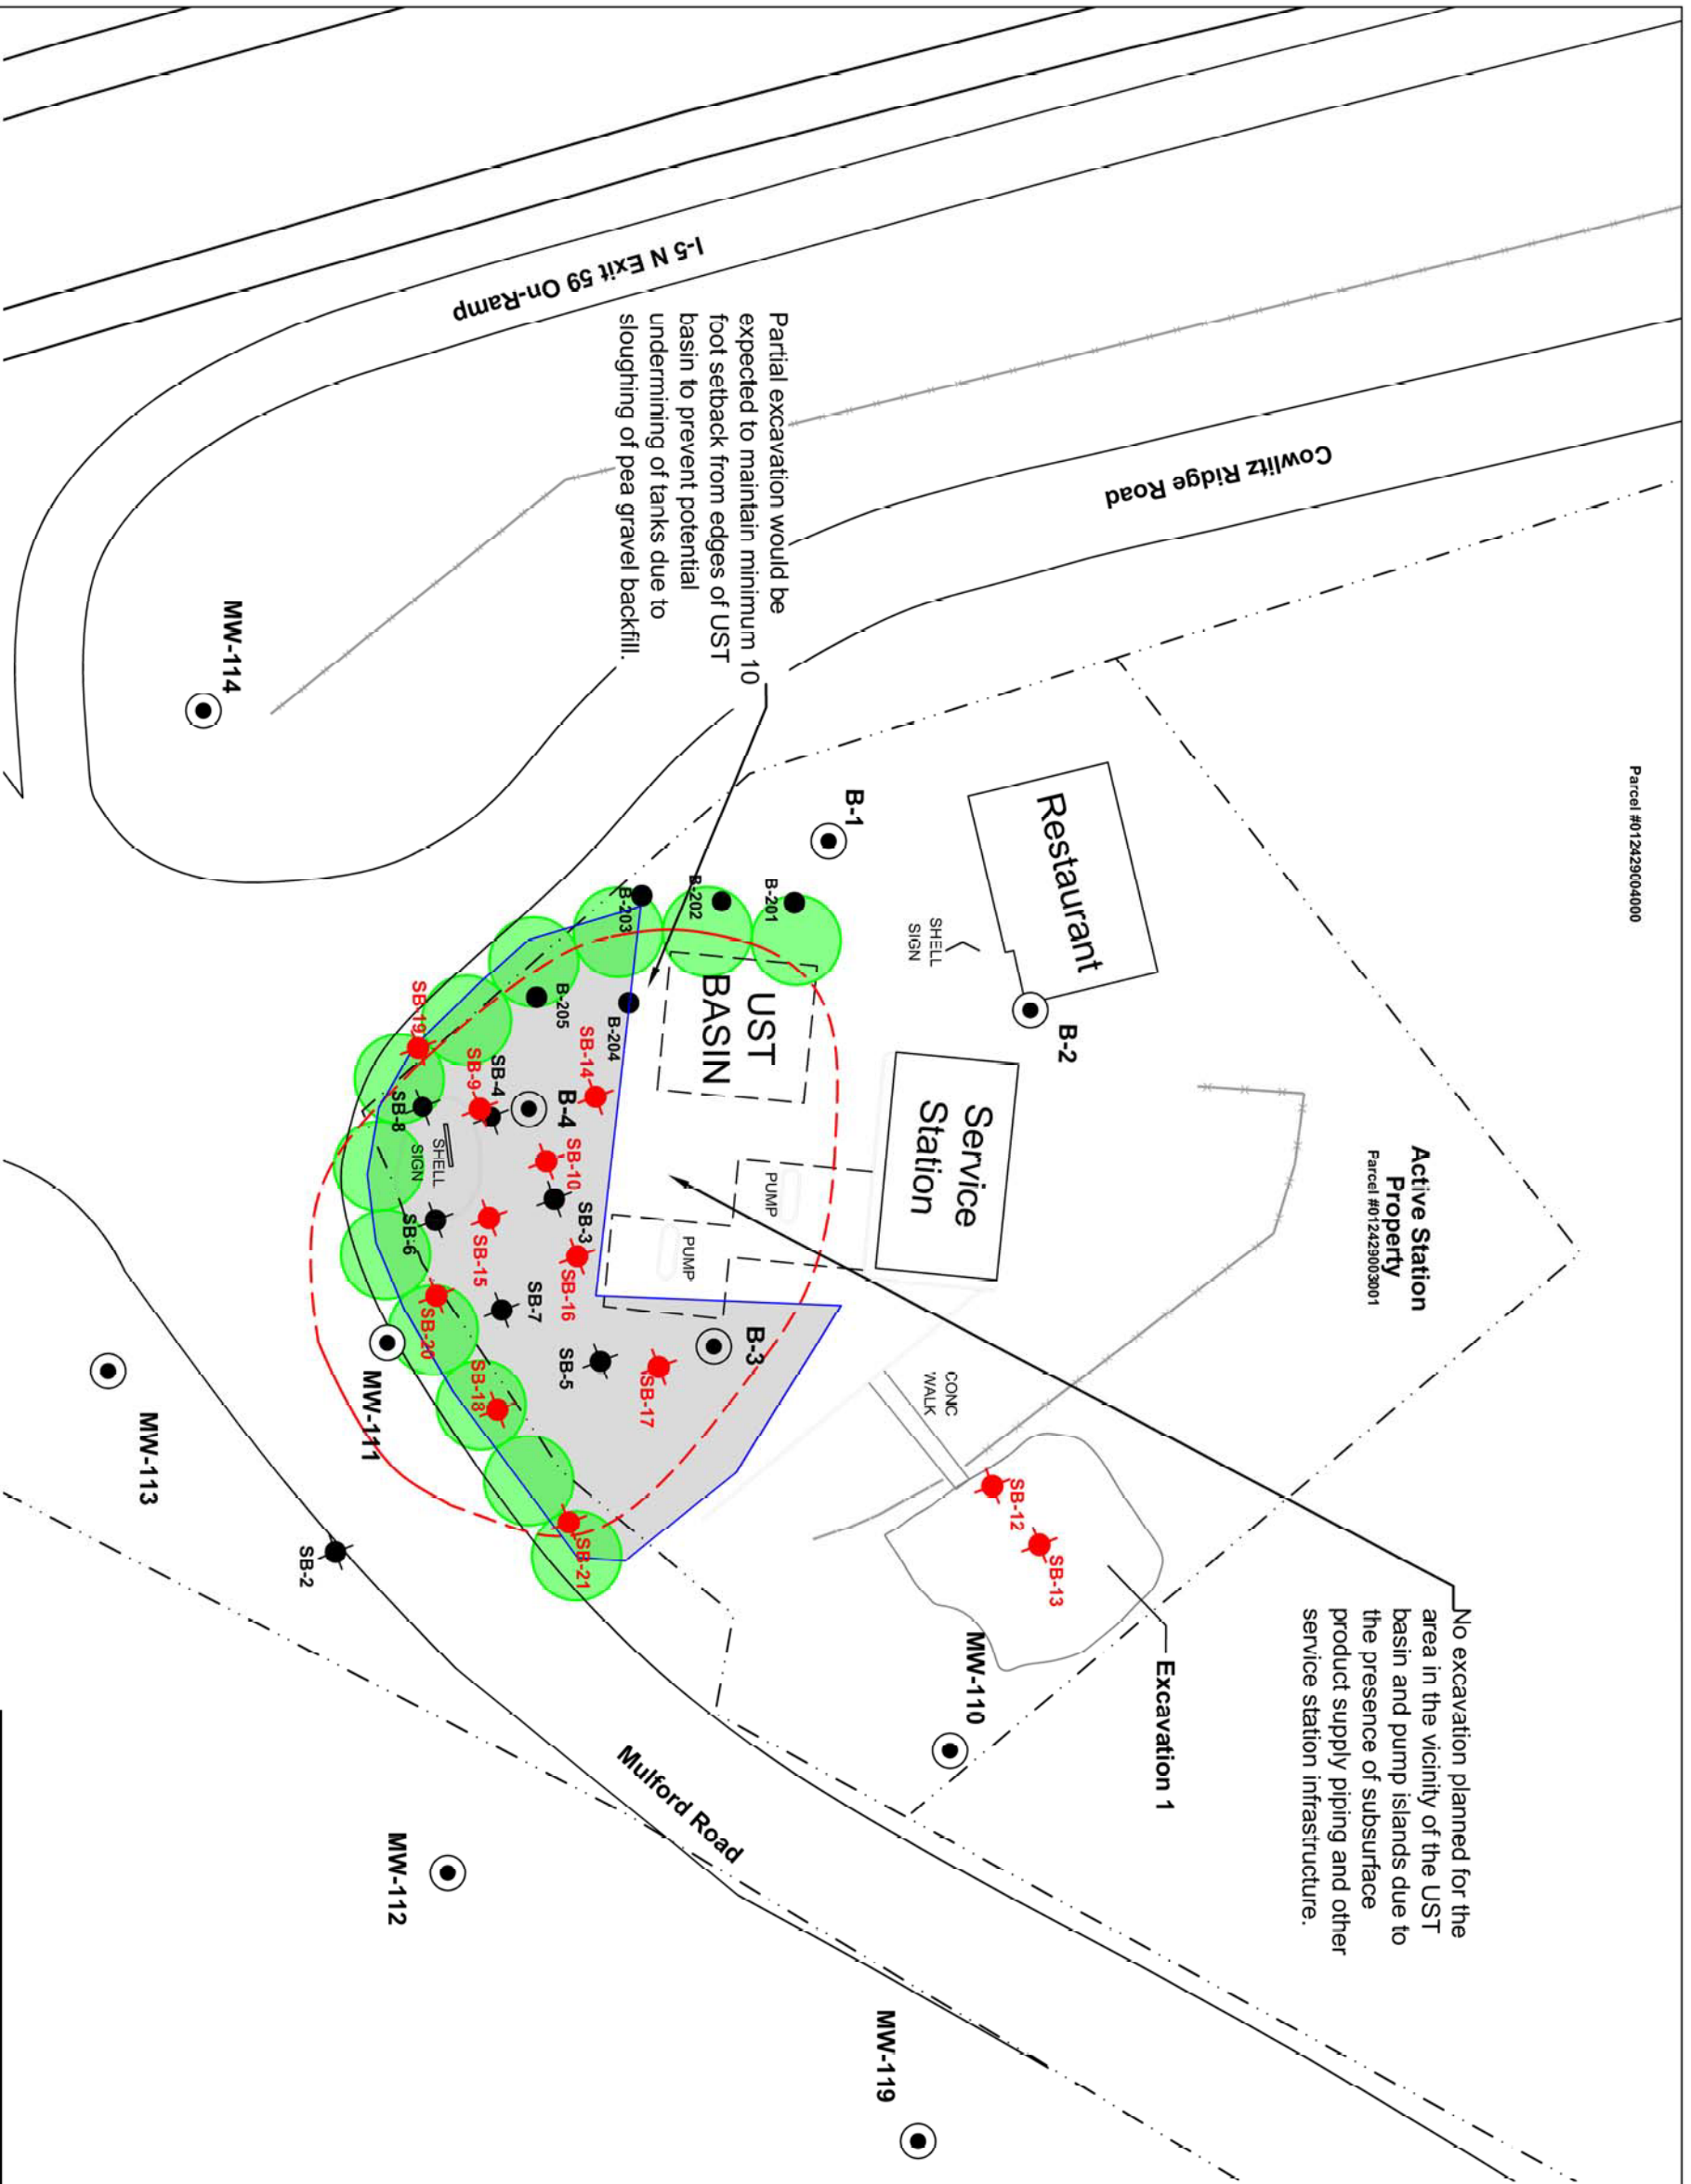 Parcel #012429004000
No excavation planned for the
area in the vicinity of the UST
basin and pump islands due to
the presence of subsurface
product supply piping and other
service station infrastructure.
Active Station
Property
Parcel #012429003001
Cowlitz Ridge Road
Restaurant
SHELL
SIGN
B-2
Service
Station
Excavation 1
SB-12
SB-13
MW-110
CONC
WALK
MW-119
B-1
B-201
B-202
B-203
UST
BASIN
PUMP
PUMP
B-3
Partial excavation would be
expected to maintain minimum 10
foot setback from edges of UST
basin to prevent potential
undermining of tanks due to
sloughing of pea gravel backfill.
I-5 N Exit 59 On-Ramp
B-204
B-205
SB-14
B-4
SB-10
SB-3
SB-16
SB-17
SB-5
SB-7
SB-4
SB-9
SB-15
SB-19
SB-8
SHELL
SIGN
SB-6
SB-20
SB-18
SB-21
MW-111
Mulford Road
MW-112
SB-2
MW-114
MW-113